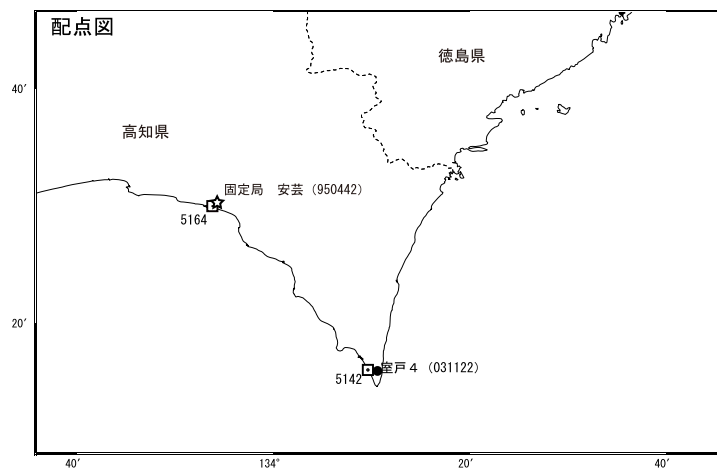 配点図
徳島県
40′
高知県
固定局 安芸（950442）
5164
20′
室戸４（031122）
5142
40′ 134° 20′ 40′